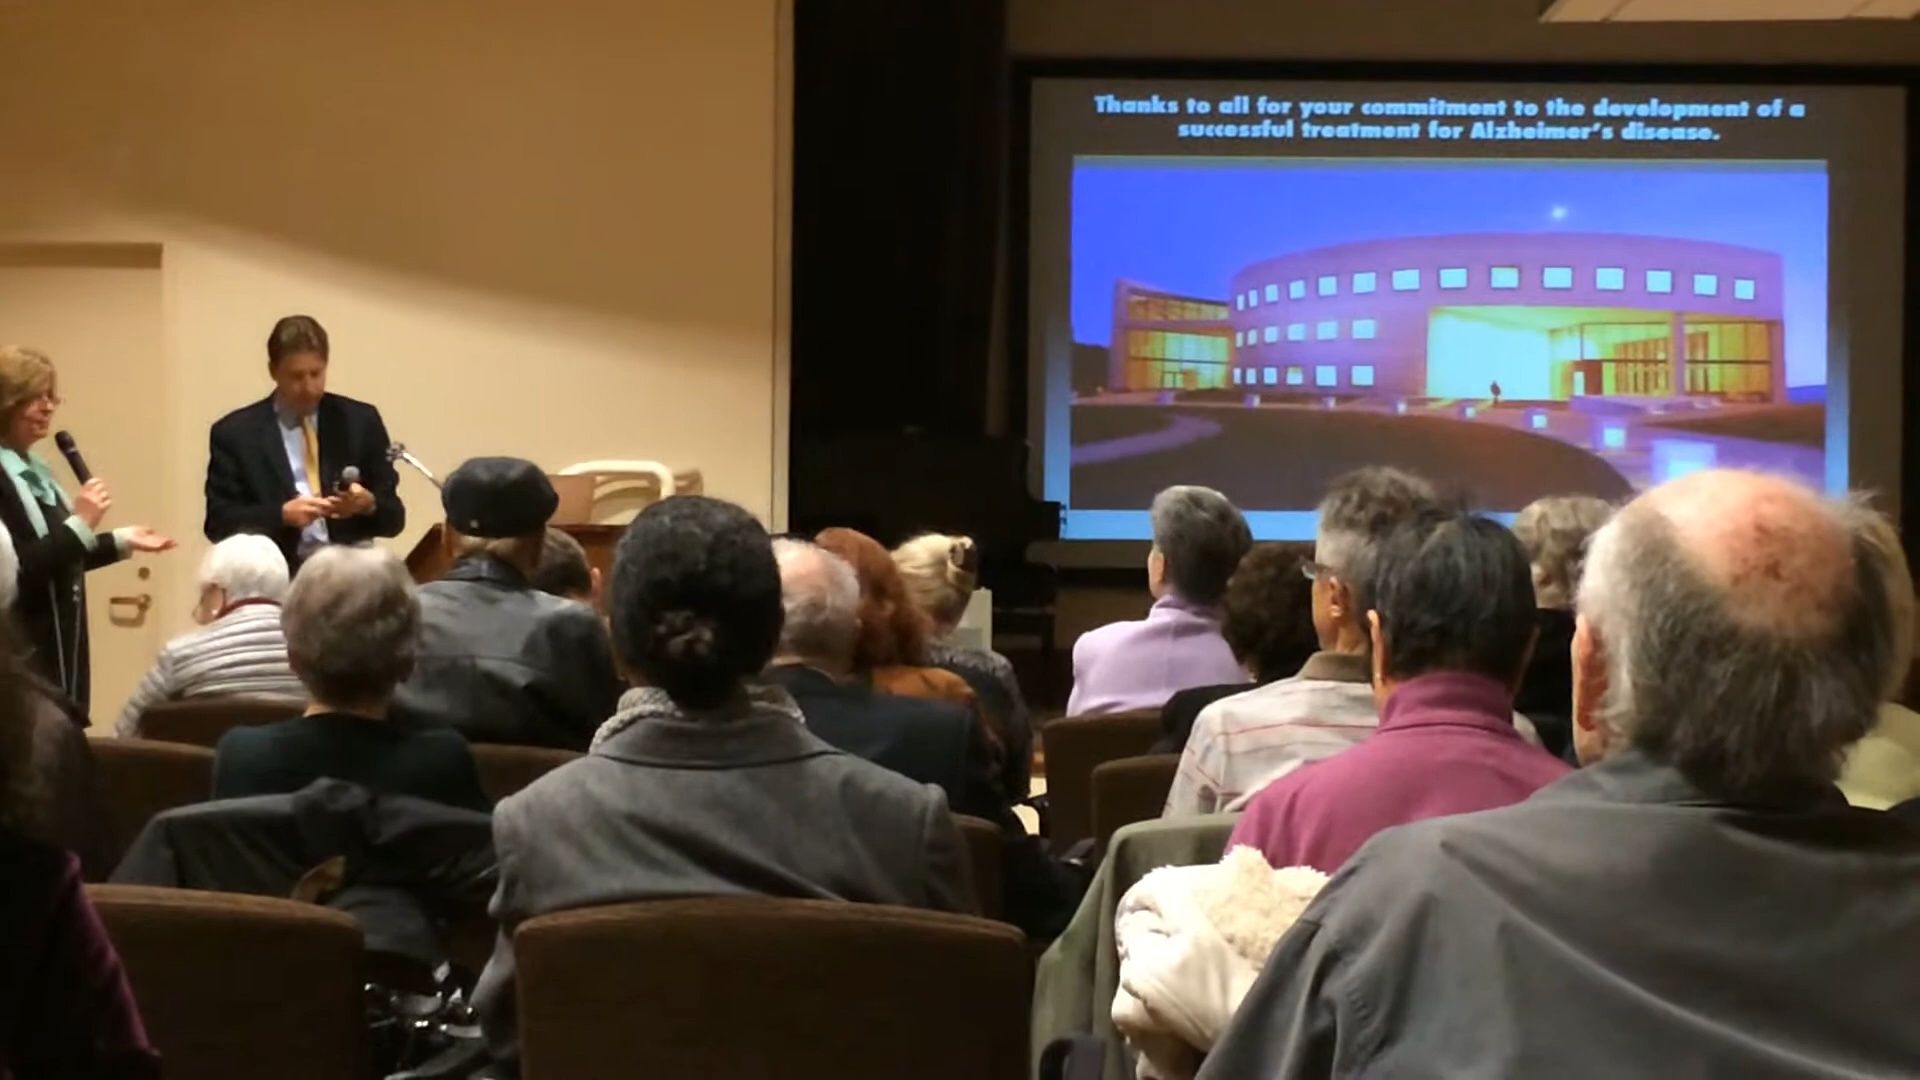 Thanks to all for your commitment to the development of a
successful treatment for Alzheimer's disease.